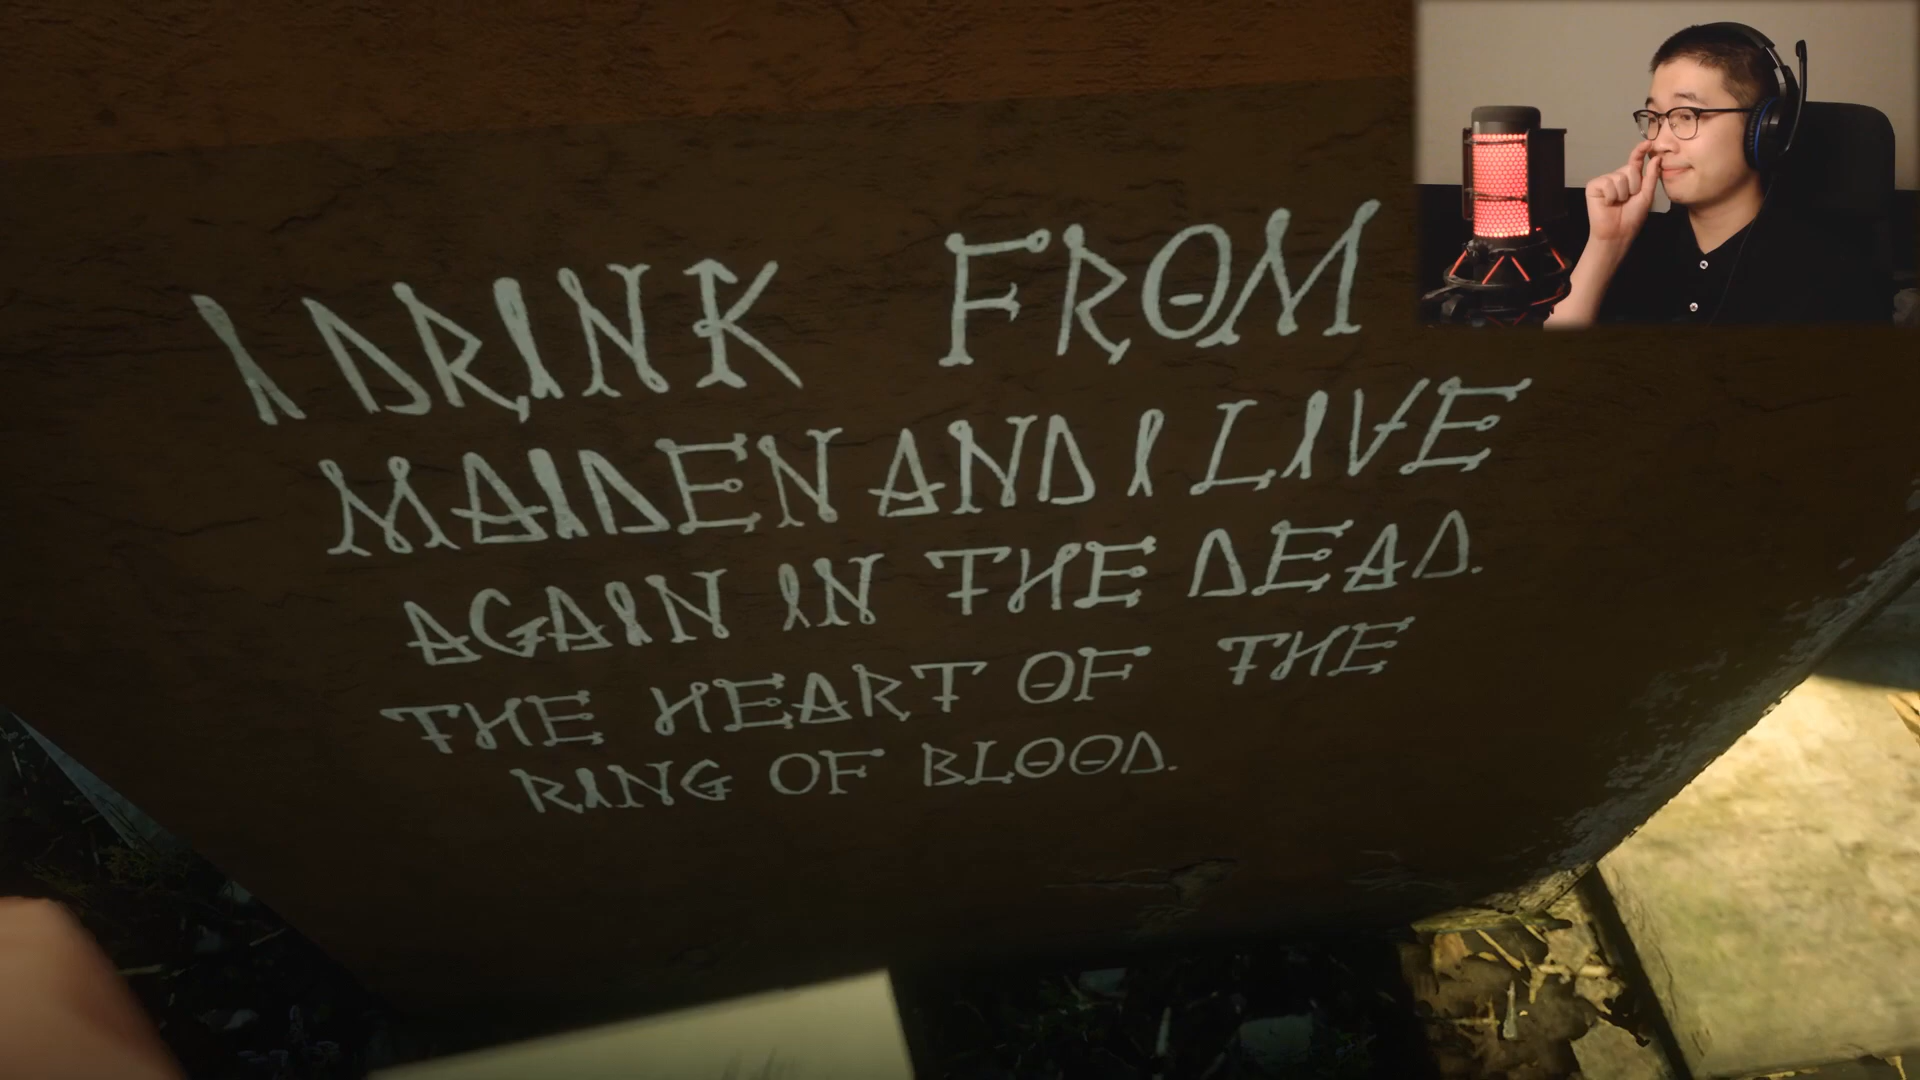 I DRINK FROM
MAIDEN AND I LIVE
AGAIN IN THE DEAD.
THE HEART OF THE
RING OF BLOOD.